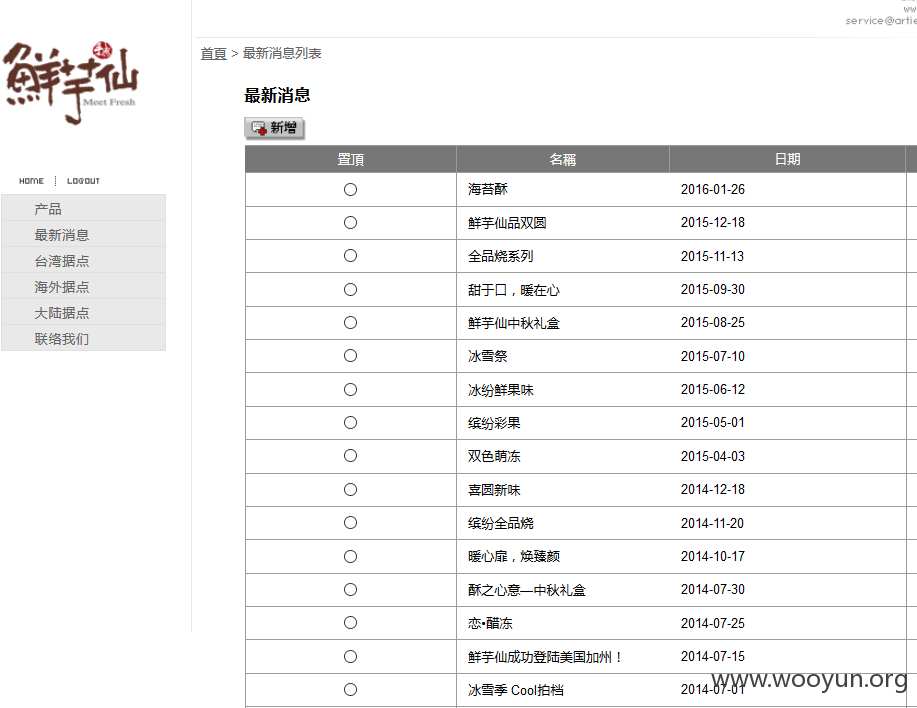 ww
service@artie
鮮芋仙
Meet Fresh
首頁 > 最新消息列表
最新消息
新增
HOME LOGOUT
产品
最新消息
台湾据点
海外据点
大陆据点
联络我们
置頂 名稱 日期
海苔酥 2016-01-26
鲜芋仙品双圆 2015-12-18
全品烧系列 2015-11-13
甜于口，暖在心 2015-09-30
鲜芋仙中秋礼盒 2015-08-25
冰雪祭 2015-07-10
冰纷鲜果味 2015-06-12
缤纷彩果 2015-05-01
双色萌冻 2015-04-03
喜圆新味 2014-12-18
缤纷全品烧 2014-11-20
暖心扉，焕臻颜 2014-10-17
酥之心意—中秋礼盒 2014-07-30
恋•醋冻 2014-07-25
鲜芋仙成功登陆美国加州！ 2014-07-15
冰雪季 Cool拍档 2014-07-01
www.wooyun.org